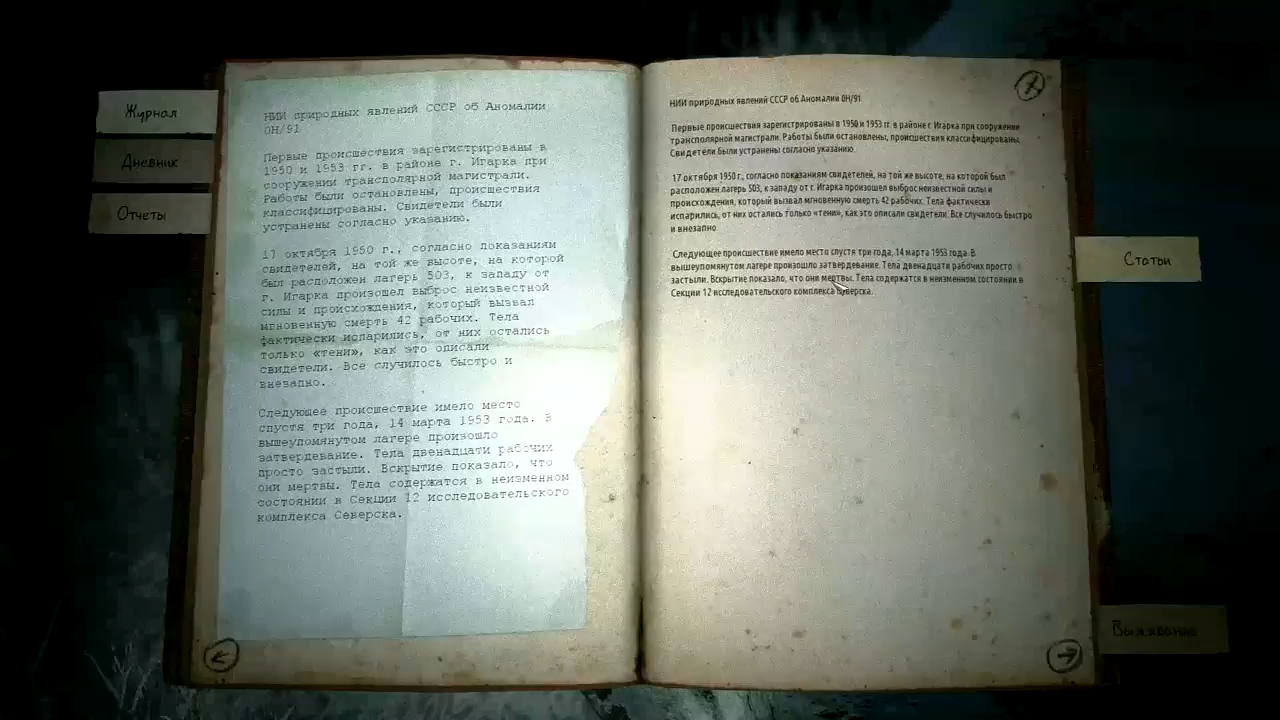 Журнал
Дневник
Отчеты
НИИ природных явлений СССР об Аномалии
0Н/91
Первые происшествия зарегистрированы в
1950 и 1953 гг. в районе г. Игарка при
сооружении трансполярной магистрали.
Работы были остановлены, происшествия
классифицированы. Свидетели были
устранены согласно указанию.
17 октября 1950 г., согласно показаниям
свидетелей, на той же высоте, на которой
был расположен лагерь 503, к западу от
г. Игарка произошел выброс неизвестной
силы и происхождения, который вызвал
мгновенную смерть 42 рабочих. Тела
фактически испарились, от них остались
только «тени», как это описали
свидетели. Все случилось быстро и
внезапно.
Следующее происшествие имело место
спустя три года, 14 марта 1953 года. В
вышеупомянутом лагере произошло
затвердевание. Тела двенадцати рабочих
просто застыли. Вскрытие показало, что
они мертвы. Тела содержатся в неизменном
состоянии в Секции 12 исследовательского
комплекса Северска.
НИИ природных явлений СССР об Аномалии 0Н/91
Первые происшествия зарегистрированы в 1950 и 1953 гг. в районе г. Игарка при сооружении
трансполярной магистрали. Работы были остановлены, происшествия классифицированы.
Свидетели были устранены согласно указанию.
17 октября 1950 г., согласно показаниям свидетелей, на той же высоте, на которой был
расположен лагерь 503, к западу от г. Игарка произошел выброс неизвестной силы и
происхождения, который вызвал мгновенную смерть 42 рабочих. Тела фактически
испарились, от них остались только «тени», как это описали свидетели. Все случилось быстро
и внезапно.
Следующее происшествие имело место спустя три года, 14 марта 1953 года. В
вышеупомянутом лагере произошло затвердевание. Тела двенадцати рабочих просто
застыли. Вскрытие показало, что они мертвы. Тела содержатся в неизменном состоянии в
Секции 12 исследовательского комплекса Северска.
Статьи
Выживание